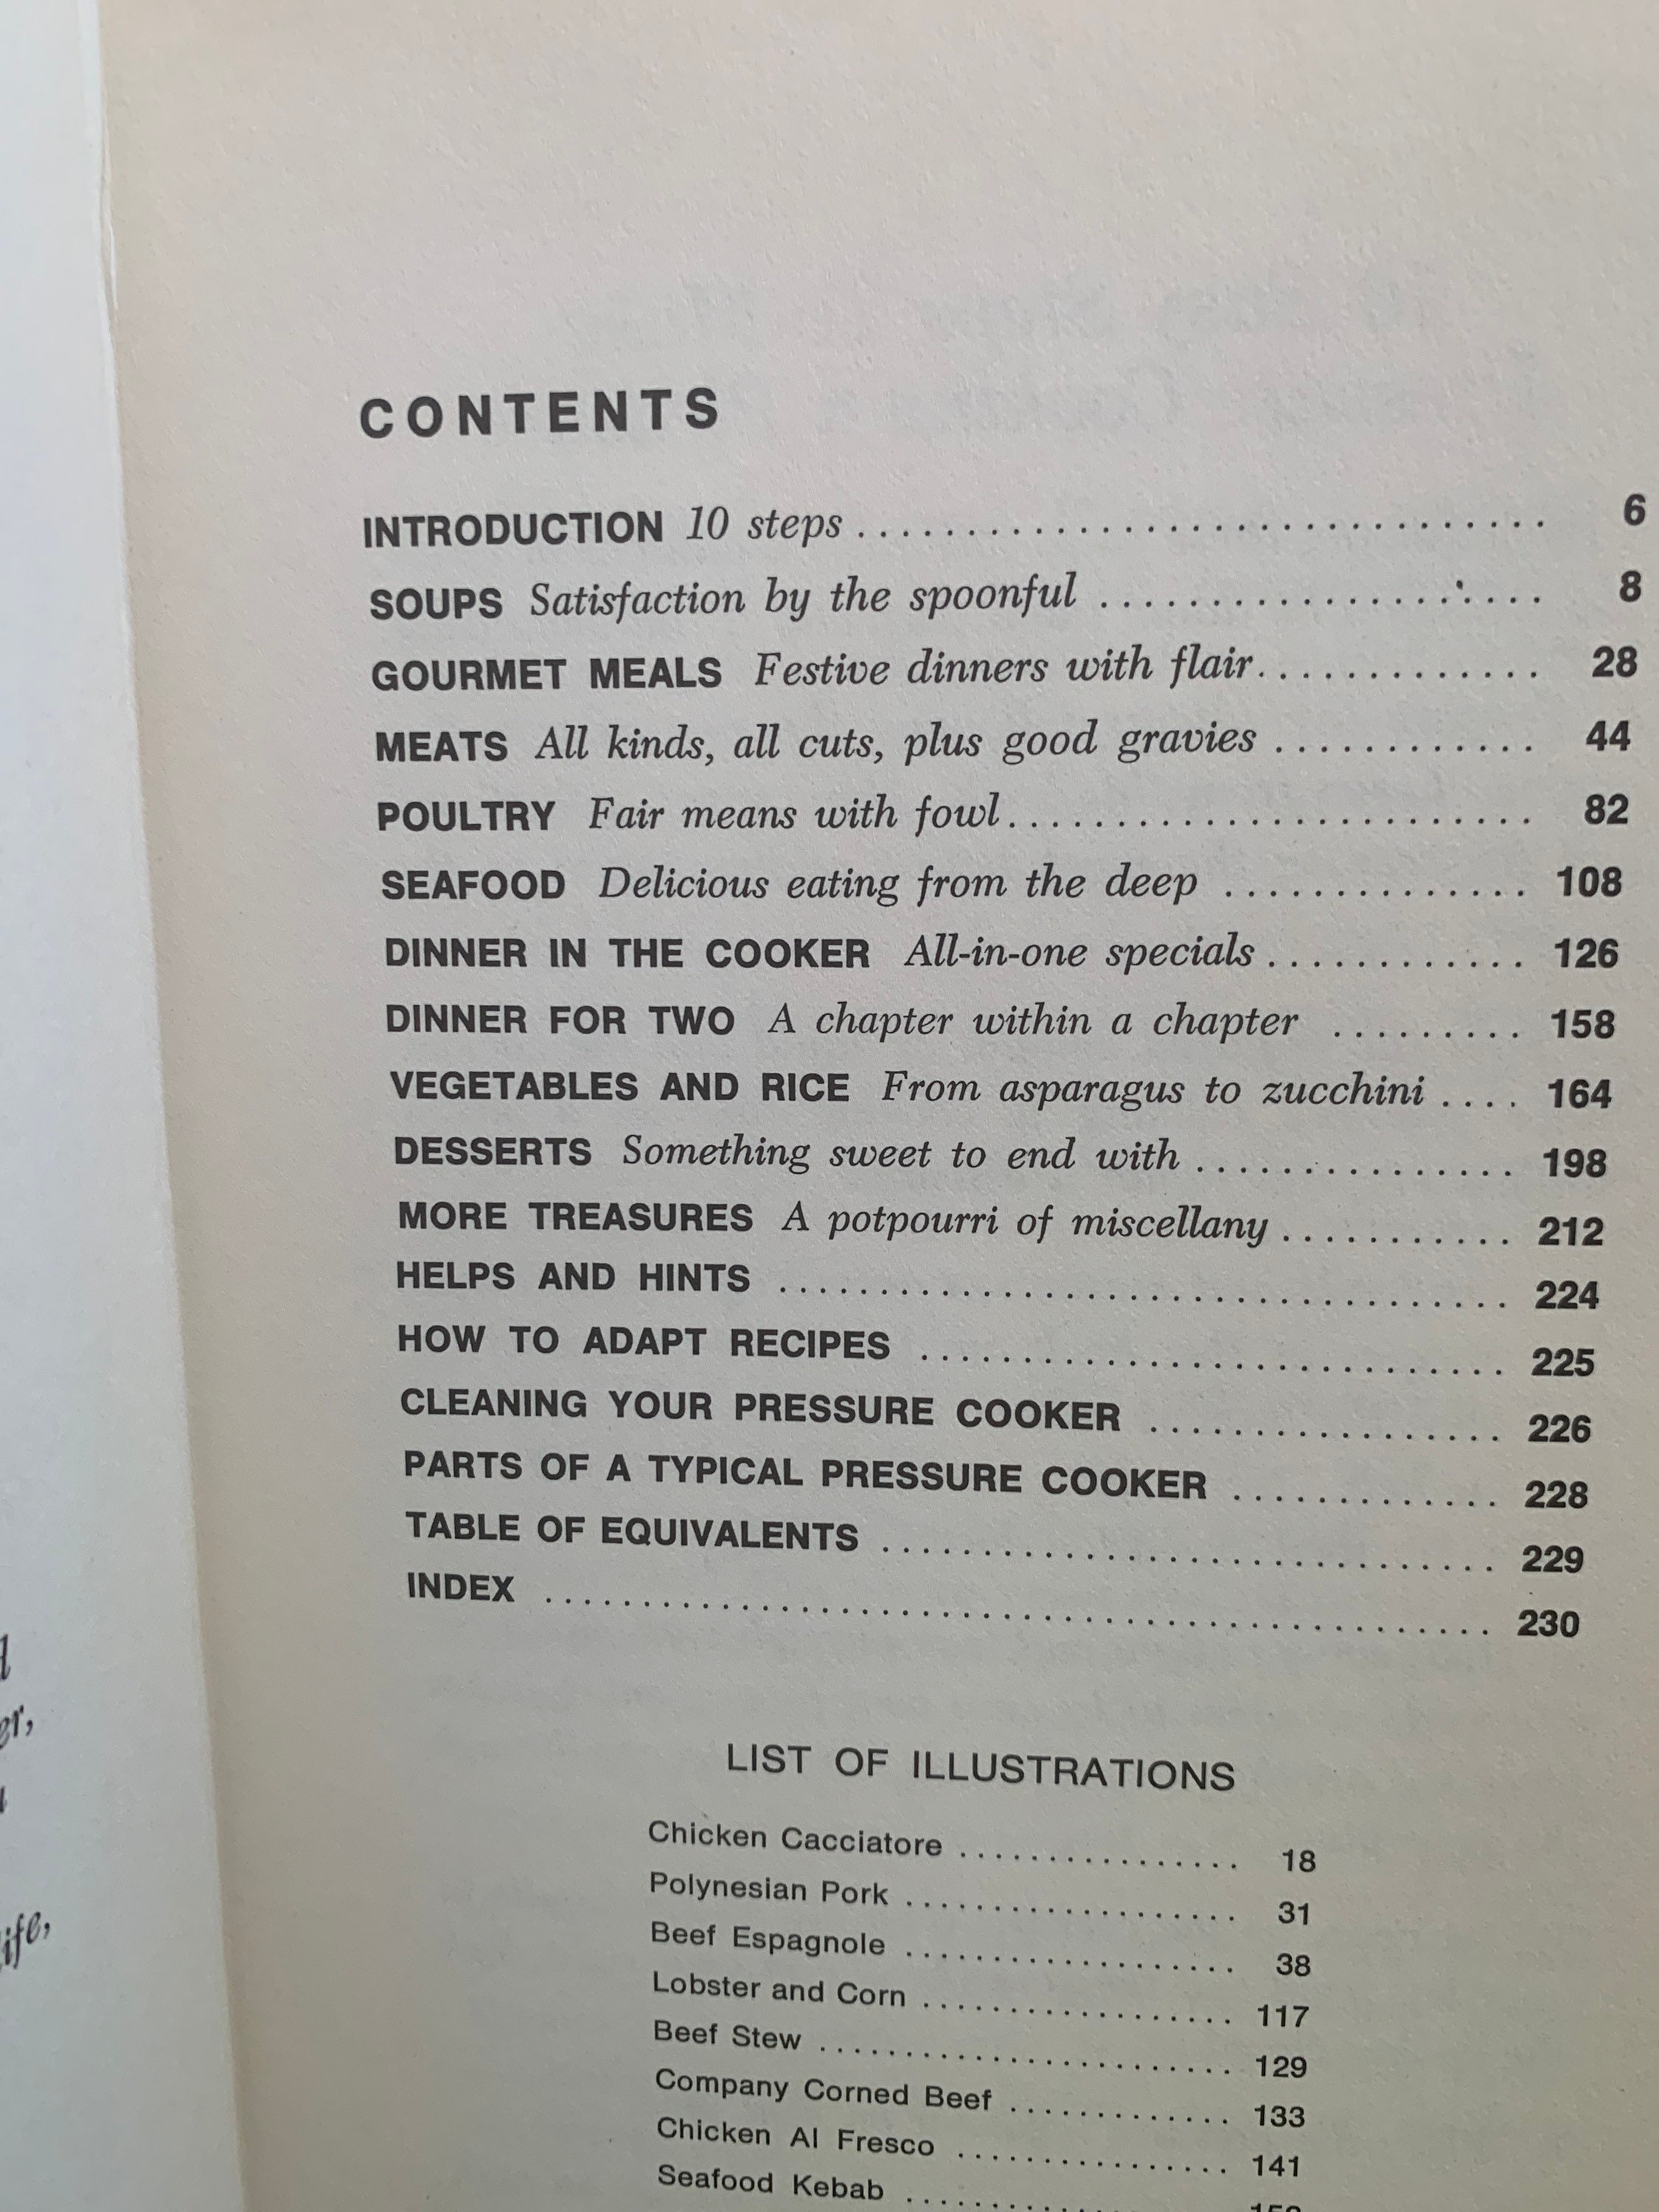 CONTENTS
INTRODUCTION 10 steps . . . . . . . . . . . . . . . . . . . . . . . . . . . . . . . . 6
SOUPS Satisfaction by the spoonful . . . . . . . . . . . . . . . . . . . . 8
GOURMET MEALS Festive dinners with flair. . . . . . . . . . . . . 28
MEATS All kinds, all cuts, plus good gravies . . . . . . . . . . . . 44
POULTRY Fair means with fowl. . . . . . . . . . . . . . . . . . . . . . . . 82
SEAFOOD Delicious eating from the deep . . . . . . . . . . . . . . 108
DINNER IN THE COOKER All-in-one specials . . . . . . . . . . . . 126
DINNER FOR TWO A chapter within a chapter . . . . . . . . . 158
VEGETABLES AND RICE From asparagus to zucchini . . . . 164
DESSERTS Something sweet to end with . . . . . . . . . . . . . . . 198
MORE TREASURES A potpourri of miscellany . . . . . . . . . . . 212
HELPS AND HINTS . . . . . . . . . . . . . . . . . . . . . . . . . . . . . . . . . . . 224
HOW TO ADAPT RECIPES . . . . . . . . . . . . . . . . . . . . . . . . . . . . 225
CLEANING YOUR PRESSURE COOKER . . . . . . . . . . . . . . . . . 226
PARTS OF A TYPICAL PRESSURE COOKER . . . . . . . . . . . . . 228
TABLE OF EQUIVALENTS . . . . . . . . . . . . . . . . . . . . . . . . . . . . . 229
INDEX . . . . . . . . . . . . . . . . . . . . . . . . . . . . . . . . . . . . . . . . . . . . 230
LIST OF ILLUSTRATIONS
Chicken Cacciatore . . . . . . . . . . . . . . . . 18
Polynesian Pork . . . . . . . . . . . . . . . . . . . 31
Beef Espagnole . . . . . . . . . . . . . . . . . . . 38
Lobster and Corn . . . . . . . . . . . . . . . . . . 117
Beef Stew . . . . . . . . . . . . . . . . . . . . . . . . 129
Company Corned Beef . . . . . . . . . . . . . 133
Chicken Al Fresco . . . . . . . . . . . . . . . . 141
Seafood Kebab . . . . . . . . . . . . . . . . . . .